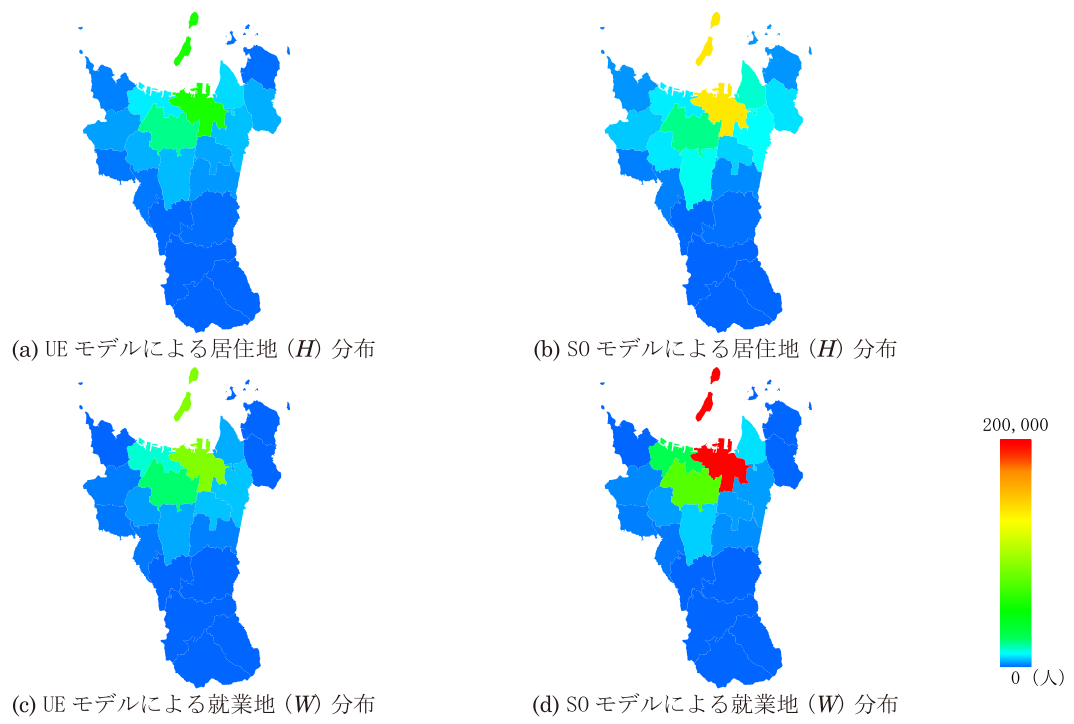 (a) UE モデルによる居住地 (H) 分布
(b) SO モデルによる居住地 (H) 分布
200,000
0 (人)
(c) UE モデルによる就業地 (W) 分布
(d) SO モデルによる就業地 (W) 分布